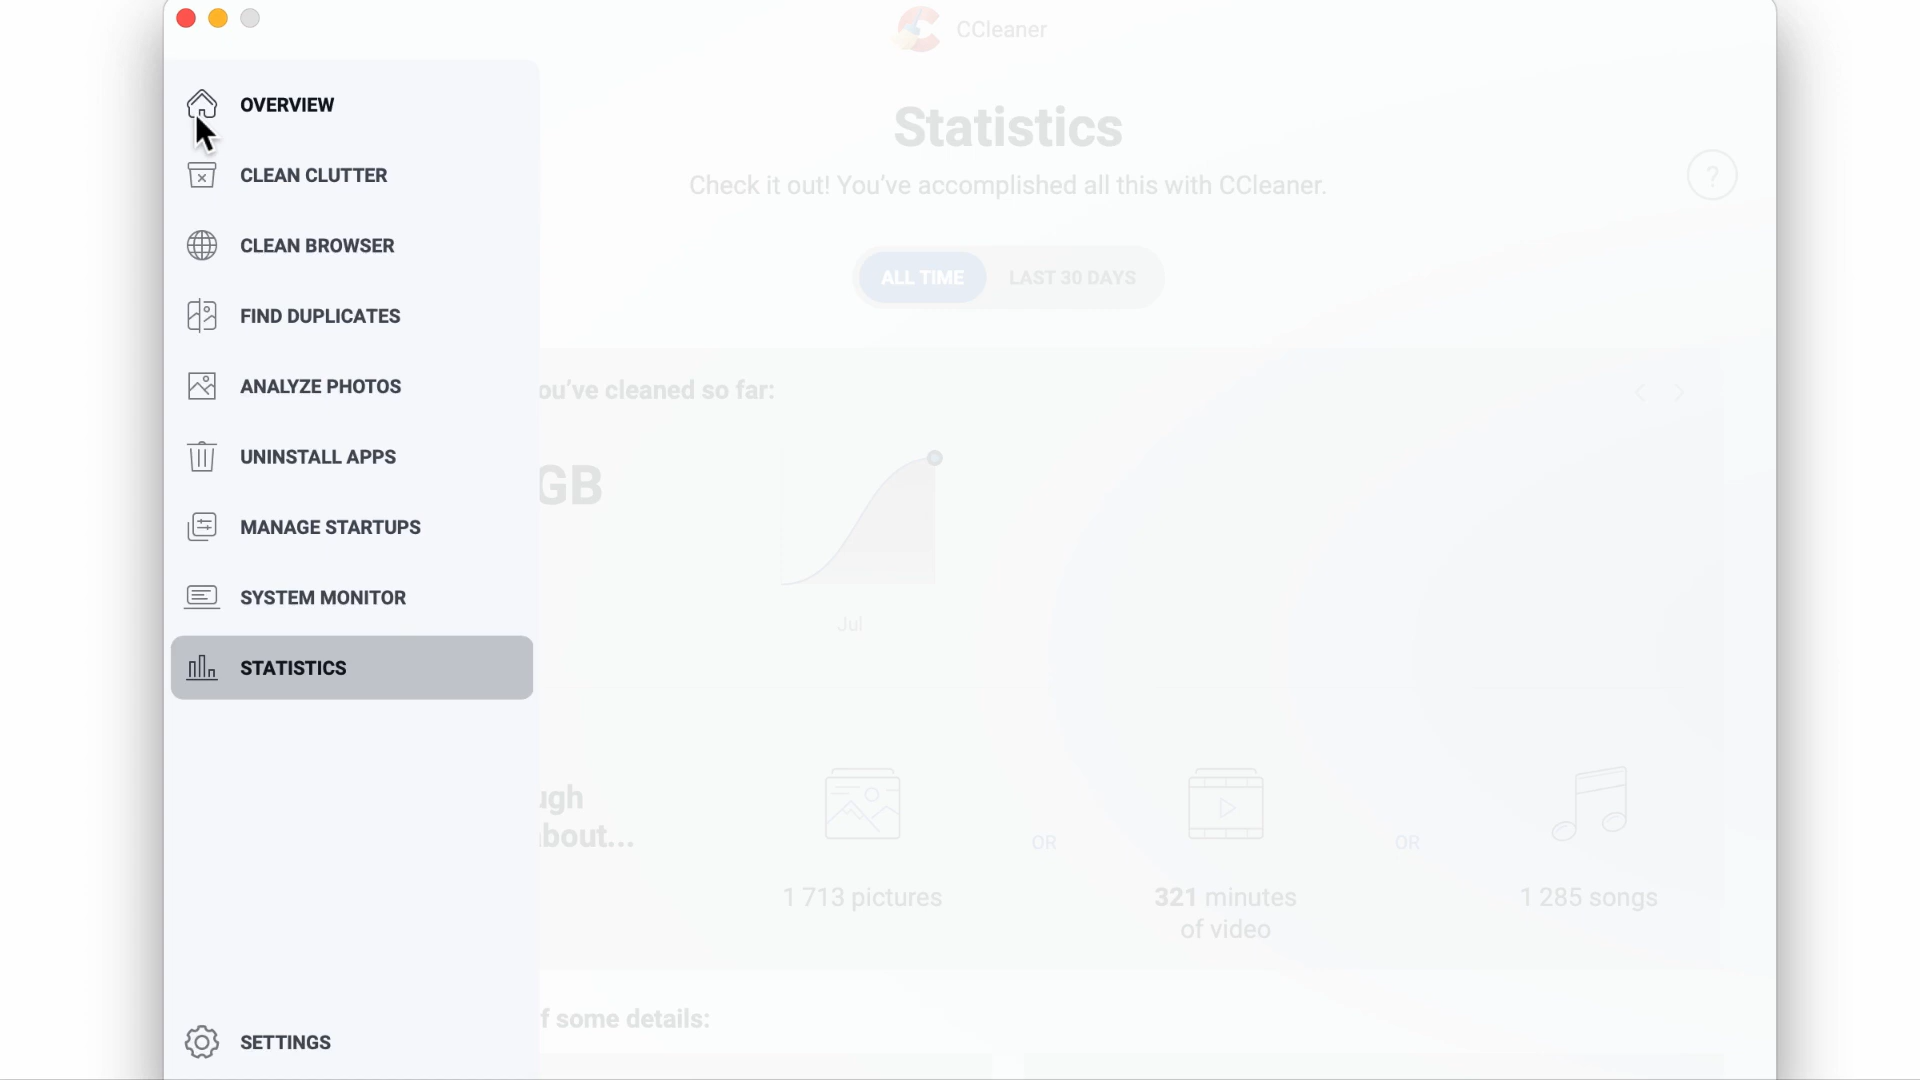 CCleaner
OVERVIEW
CLEAN CLUTTER
CLEAN BROWSER
FIND DUPLICATES
ANALYZE PHOTOS
UNINSTALL APPS
MANAGE STARTUPS
SYSTEM MONITOR
STATISTICS
SETTINGS
Statistics
Check it out! You've accomplished all this with CCleaner.
?
ALL TIME LAST 30 DAYS
ou've cleaned so far:
GB
Jul
ugh
about...
OR
OR
1 713 pictures
321 minutes
of video
1 285 songs
f some details: